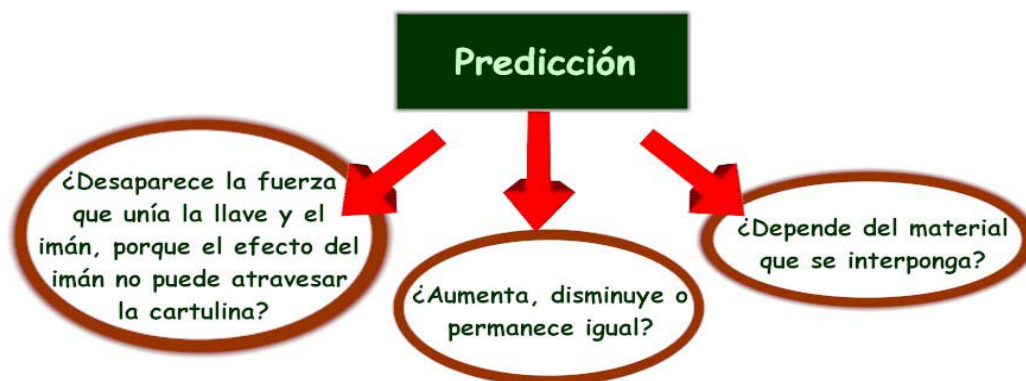 Predicción
¿Desaparece la fuerza
que unía la llave y el
imán, porque el efecto del
imán no puede atravesar
la cartulina?
¿Aumenta, disminuye o
permanece igual?
¿Depende del material
que se interponga?